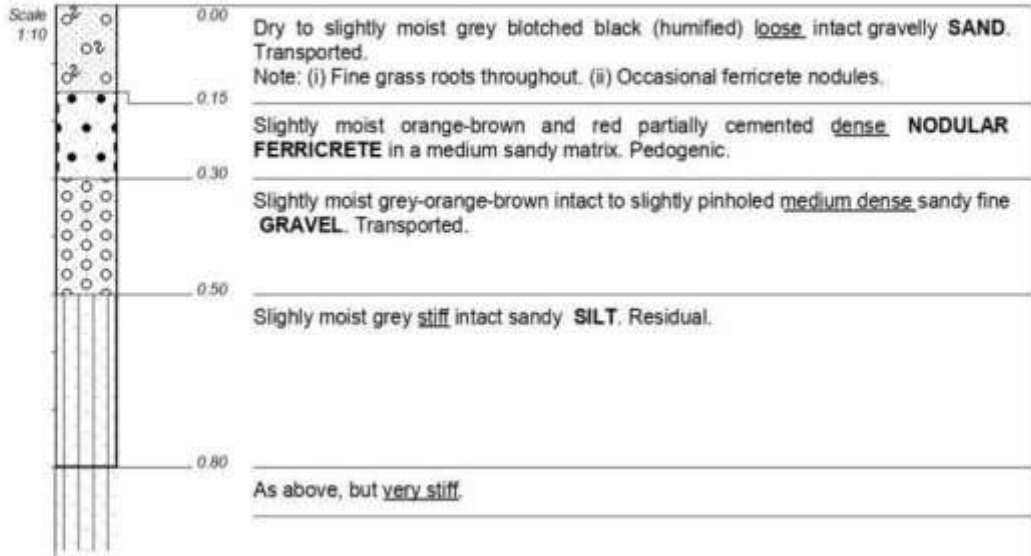 Scale
1:10
0.00
Dry to slightly moist grey blotched black (humified) loose intact gravelly SAND.
Transported.
Note: (i) Fine grass roots throughout. (ii) Occasional ferricrete nodules.
0.15
Slightly moist orange-brown and red partially cemented dense NODULAR
FERRICRETE in a medium sandy matrix. Pedogenic.
0.30
Slightly moist grey-orange-brown intact to slightly pinholed medium dense sandy fine
GRAVEL. Transported.
0.50
Slighly moist grey stiff intact sandy SILT. Residual.
0.80
As above, but very stiff.